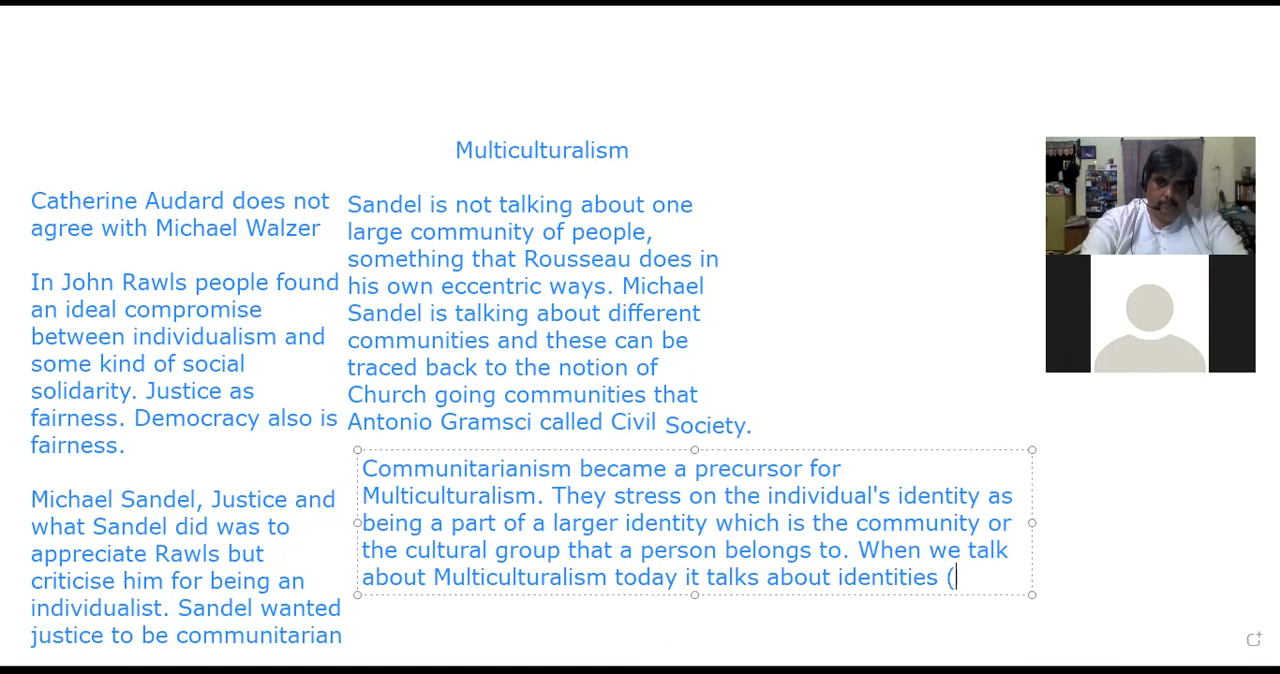 Multiculturalism
Catherine Audard does not
agree with Michael Walzer
In John Rawls people found
an ideal compromise
between individualism and
some kind of social
solidarity. Justice as
fairness. Democracy also is
fairness.
Michael Sandel, Justice and
what Sandel did was to
appreciate Rawls but
criticise him for being an
individualist. Sandel wanted
justice to be communitarian
Sandel is not talking about one
large community of people,
something that Rousseau does in
his own eccentric ways. Michael
Sandel is talking about different
communities and these can be
traced back to the notion of
Church going communities that
Antonio Gramsci called Civil Society.
Communitarianism became a precursor for
Multiculturalism. They stress on the individual's identity as
being a part of a larger identity which is the community or
the cultural group that a person belongs to. When we talk
about Multiculturalism today it talks about identities (